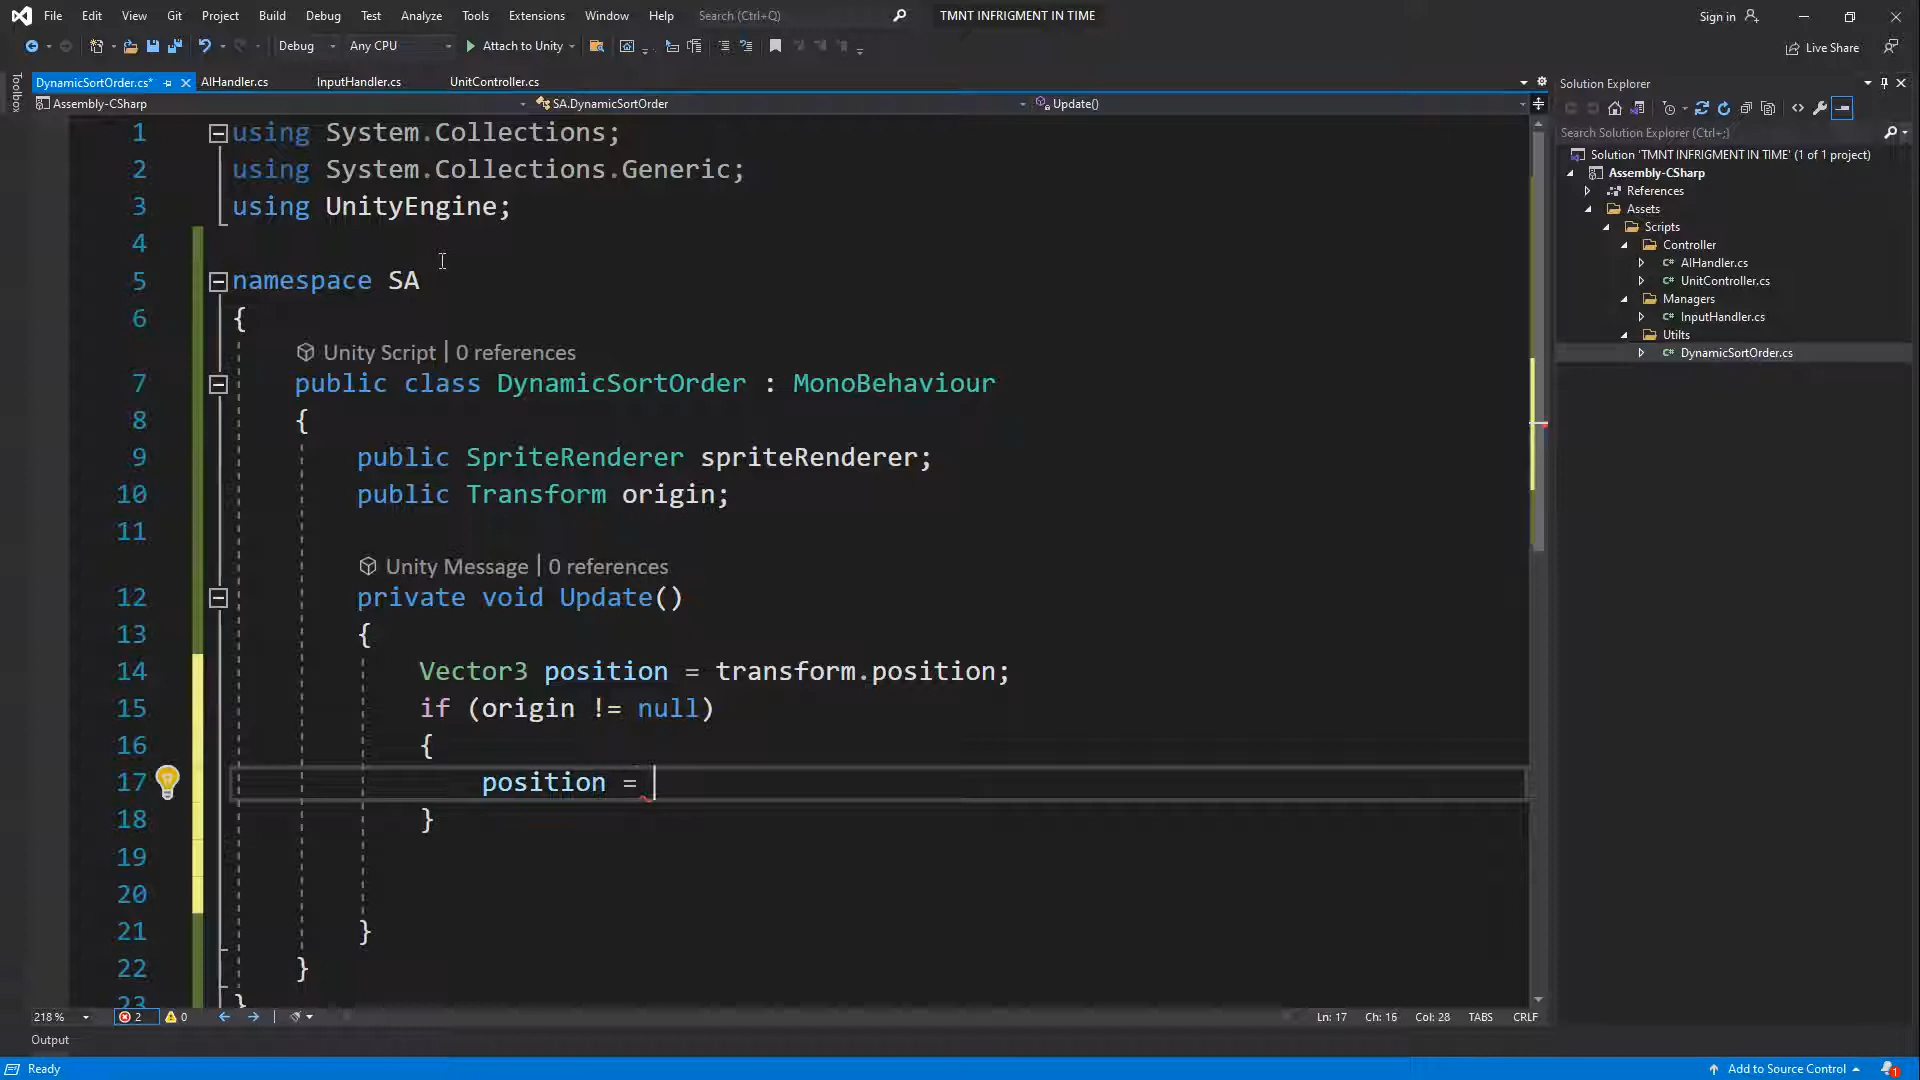 File Edit View Git Project Build Debug Test Analyze Tools Extensions Window Help Search (Ctrl+Q) TMNT INFRIGMENT IN TIME Sign in
Debug Any CPU Attach to Unity Live Share
Toolbox
DynamicSortOrder.cs* AIHandler.cs InputHandler.cs UnitController.cs
Assembly-CSharp SA.DynamicSortOrder Update()
1 using System.Collections;
2 using System.Collections.Generic;
3 using UnityEngine;
4
5 namespace SA
6 {
Unity Script | 0 references
7 public class DynamicSortOrder : MonoBehaviour
8 {
9 public SpriteRenderer spriteRenderer;
10 public Transform origin;
11
Unity Message | 0 references
12 private void Update()
13 {
14 Vector3 position = transform.position;
15 if (origin != null)
16 {
17 position =
18 }
19
20
21 }
22 }
23 }
218 % 2 0 Ln: 17 Ch: 16 Col: 28 TABS CRLF
Output
Ready Add to Source Control 1
Solution Explorer
Search Solution Explorer (Ctrl+;)
Solution 'TMNT INFRIGMENT IN TIME' (1 of 1 project)
Assembly-CSharp
References
Assets
Scripts
Controller
C# AIHandler.cs
C# UnitController.cs
Managers
C# InputHandler.cs
Utilts
C# DynamicSortOrder.cs